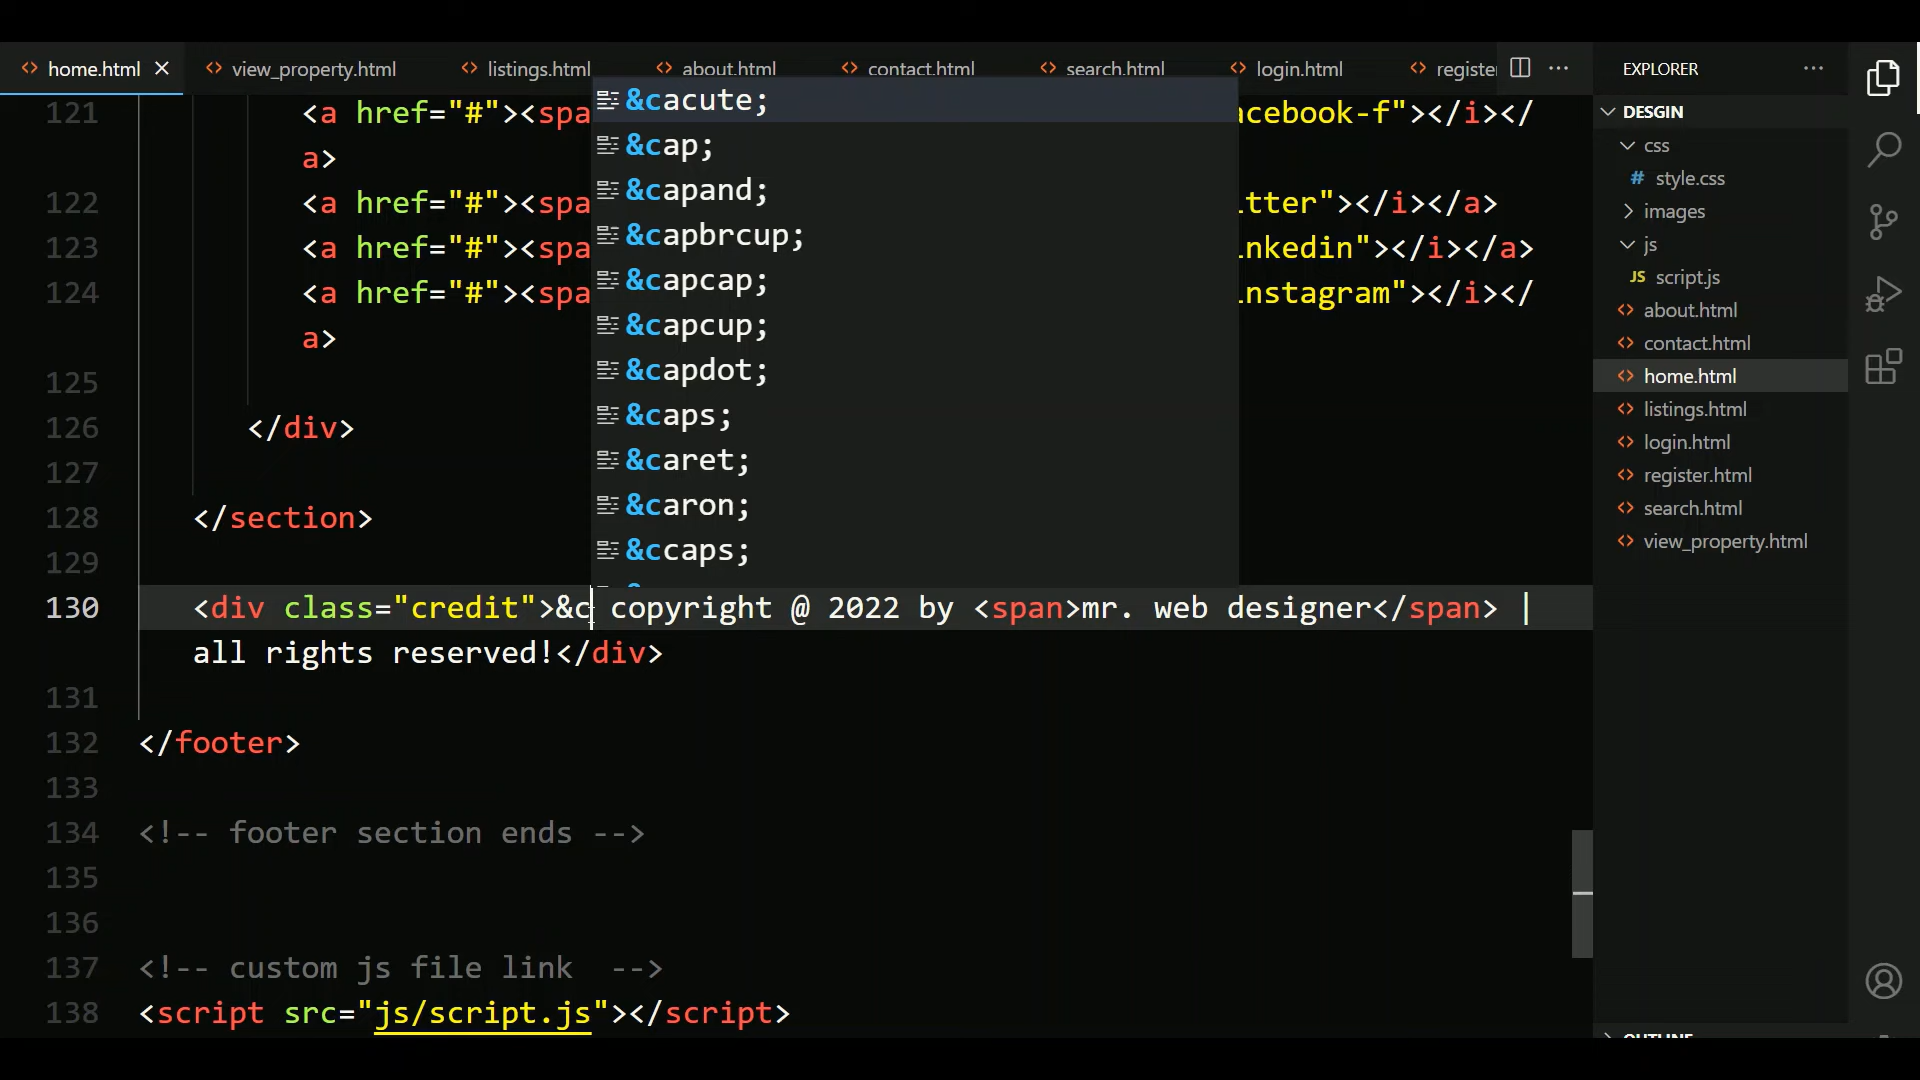 home.html
view_property.html
listings.html
about.html
contact.html
search.html
login.html
registe
EXPLORER
121 <a href="#"><spa acebook-f"></i></
a>
122 <a href="#"><spa itter"></i></a>
123 <a href="#"><spa inkedin"></i></a>
124 <a href="#"><spa instagram"></i></
a>
125
126 </div>
127
128 </section>
129
130 <div class="credit">&c copyright @ 2022 by <span>mr. web designer</span> |
all rights reserved!</div>
131
132 </footer>
133
134 <!-- footer section ends -->
135
136
137 <!-- custom js file link  -->
138 <script src="js/script.js"></script>
&cacute;
&cap;
&capand;
&capbrcup;
&capcap;
&capcup;
&capdot;
&caps;
&caret;
&caron;
&ccaps;
DESGIN
css
# style.css
images
js
JS script.js
about.html
contact.html
home.html
listings.html
login.html
register.html
search.html
view_property.html
OUTLINE